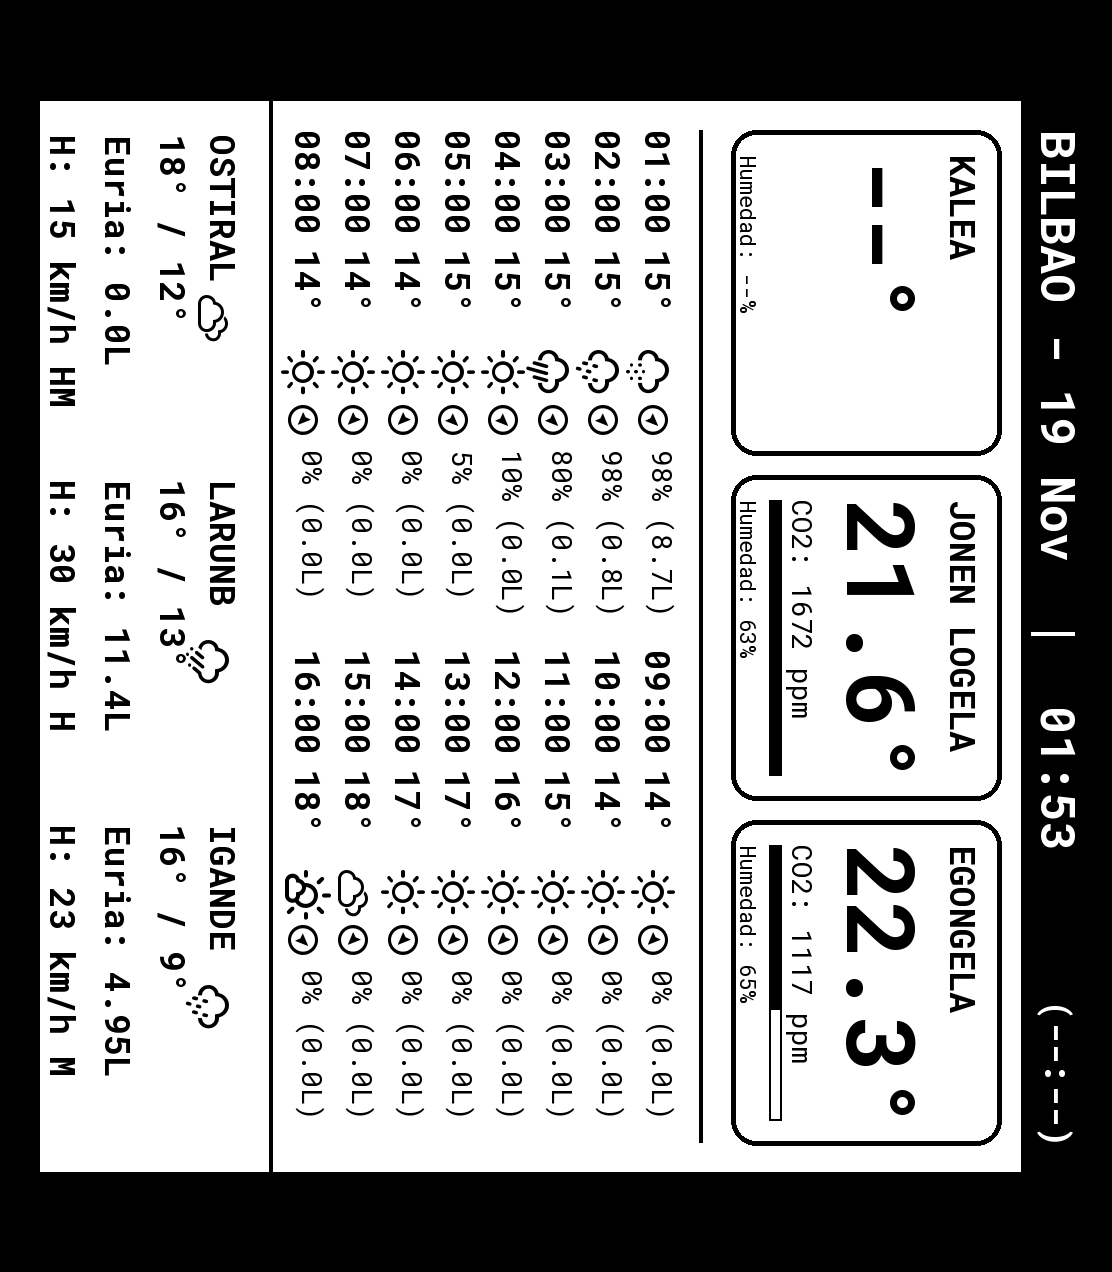 BILBAO - 19 Nov | 01:53 (--:--)
KALEA
--°
Humedad: --%
JONEN LOGELA
21.6°
CO2: 1672 ppm
Humedad: 63%
EGONGELA
22.3°
CO2: 1117 ppm
Humedad: 65%
01:00 15° 98% (8.7L)
02:00 15° 98% (0.8L)
03:00 15° 80% (0.1L)
04:00 15° 10% (0.0L)
05:00 15° 5% (0.0L)
06:00 14° 0% (0.0L)
07:00 14° 0% (0.0L)
08:00 14° 0% (0.0L)
09:00 14° 0% (0.0L)
10:00 14° 0% (0.0L)
11:00 15° 0% (0.0L)
12:00 16° 0% (0.0L)
13:00 17° 0% (0.0L)
14:00 17° 0% (0.0L)
15:00 18° 0% (0.0L)
16:00 18° 0% (0.0L)
OSTIRAL
18° / 12°
Euria: 0.0L
H: 15 km/h HM
LARUNB
16° / 13°
Euria: 11.4L
H: 30 km/h H
IGANDE
16° / 9°
Euria: 4.95L
H: 23 km/h M